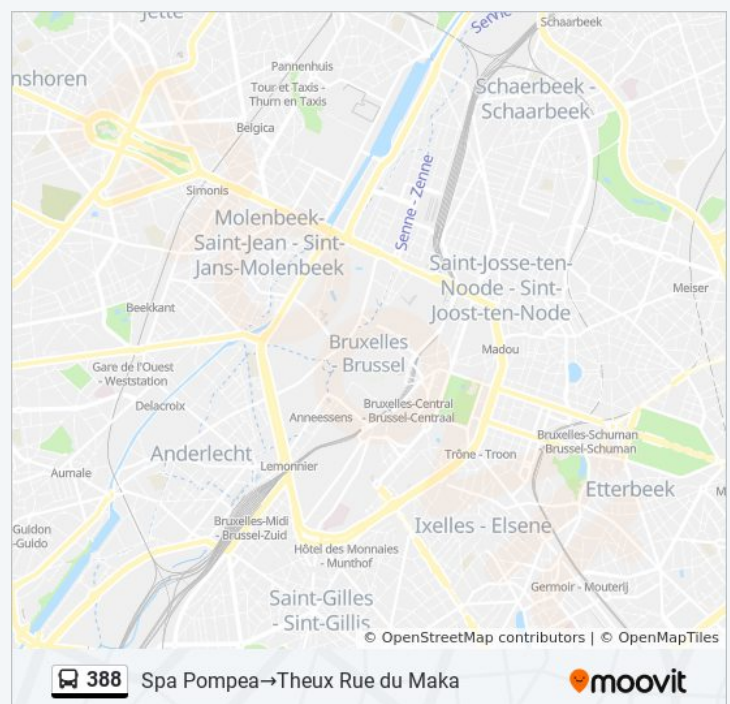 Jette
Senne
Schaarbeek
Pannenhuis
nshoren
Tour et Taxis -
Thurn en Taxis
Schaerbeek -
Schaarbeek
Belgica
Simonis
Senne - Zenne
Molenbeek-
Saint-Jean - Sint-
Jans-Molenbeek
Saint-Josse-ten-
Noode - Sint-
Joost-ten-Node
Meiser
Beekkant
Bruxelles
- Brussel
Madou
Gare de l'Ouest
- Weststation
Delacroix
Bruxelles-Central
- Brussel-Centraal
Anneessens
Bruxelles-Schuman
- Brussel-Schuman
Anderlecht
Lemonnier
Trône - Troon
Aumale
Etterbeek
M
Guidon
-Guido
Bruxelles-Midi
- Brussel-Zuid
Ixelles - Elsene
Hôtel des Monnaies
- Munthof
Germoir - Mouterij
Saint-Gilles
- Sint-Gillis
© OpenStreetMap contributors | © OpenMapTiles
388 Spa Pompea→Theux Rue du Maka
moovit